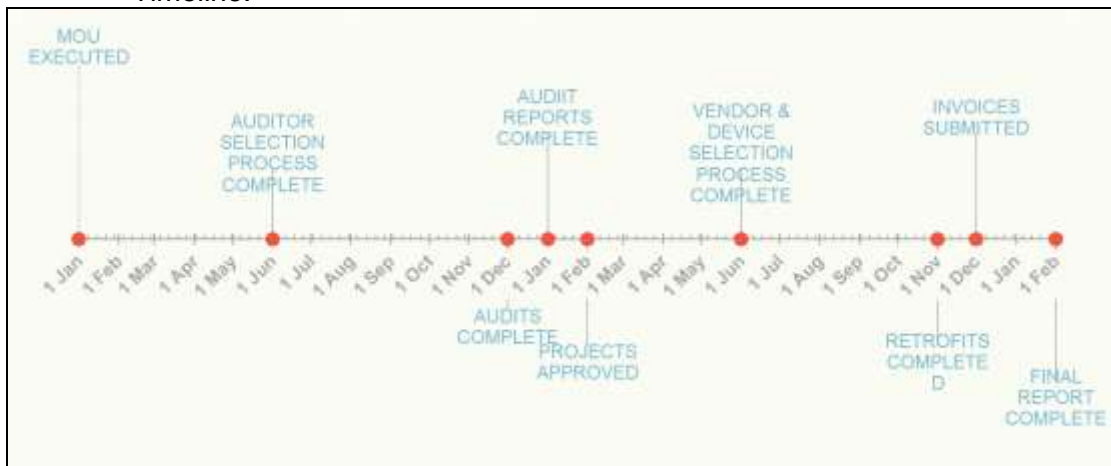 Timeline:
MOU
EXECUTED
AUDITOR
SELECTION
PROCESS
COMPLETE
AUDIIT
REPORTS
COMPLETE
VENDOR &
DEVICE
SELECTION
PROCESS
COMPLETE
INVOICES
SUBMITTED
1 Jan
1 Feb
1 Mar
1 Apr
1 May
1 Jun
1 Jul
1 Aug
1 Sep
1 Oct
1 Nov
1 Dec
1 Jan
1 Feb
1 Mar
1 Apr
1 May
1 Jun
1 Jul
1 Aug
1 Sep
1 Oct
1 Nov
1 Dec
1 Jan
1 Feb
AUDITS
COMPLETE
PROJECTS
APPROVED
RETROFITS
COMPLETE
D
FINAL
REPORT
COMPLETE